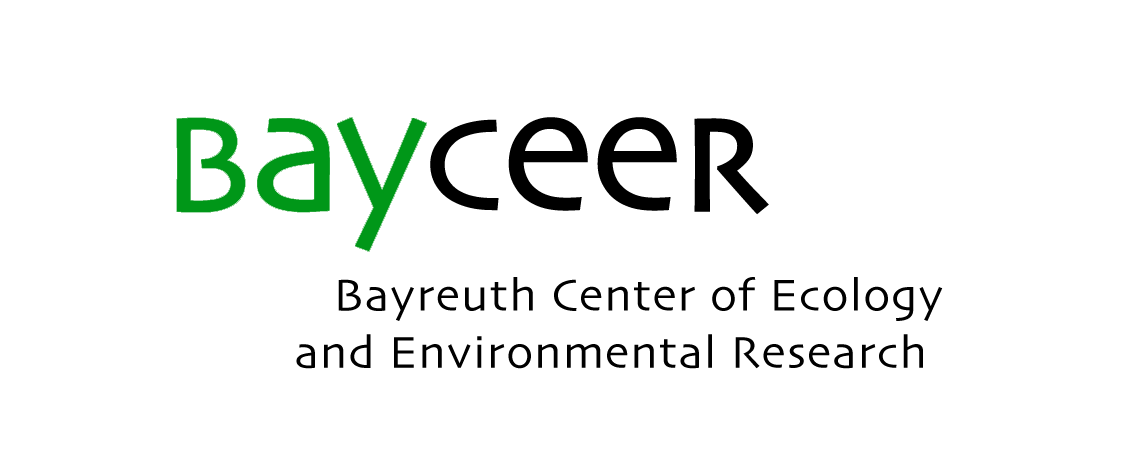 Bayceer
Bayreuth Center of Ecology
and Environmental Research